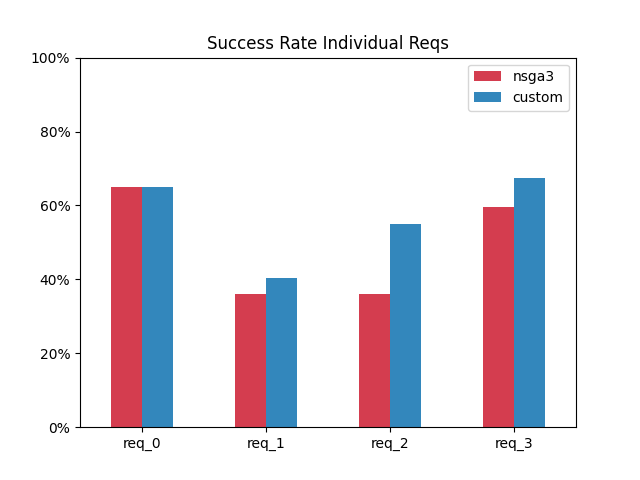 Success Rate Individual Reqs
100%
80%
60%
40%
20%
0%
nsga3
custom
req_0 req_1 req_2 req_3